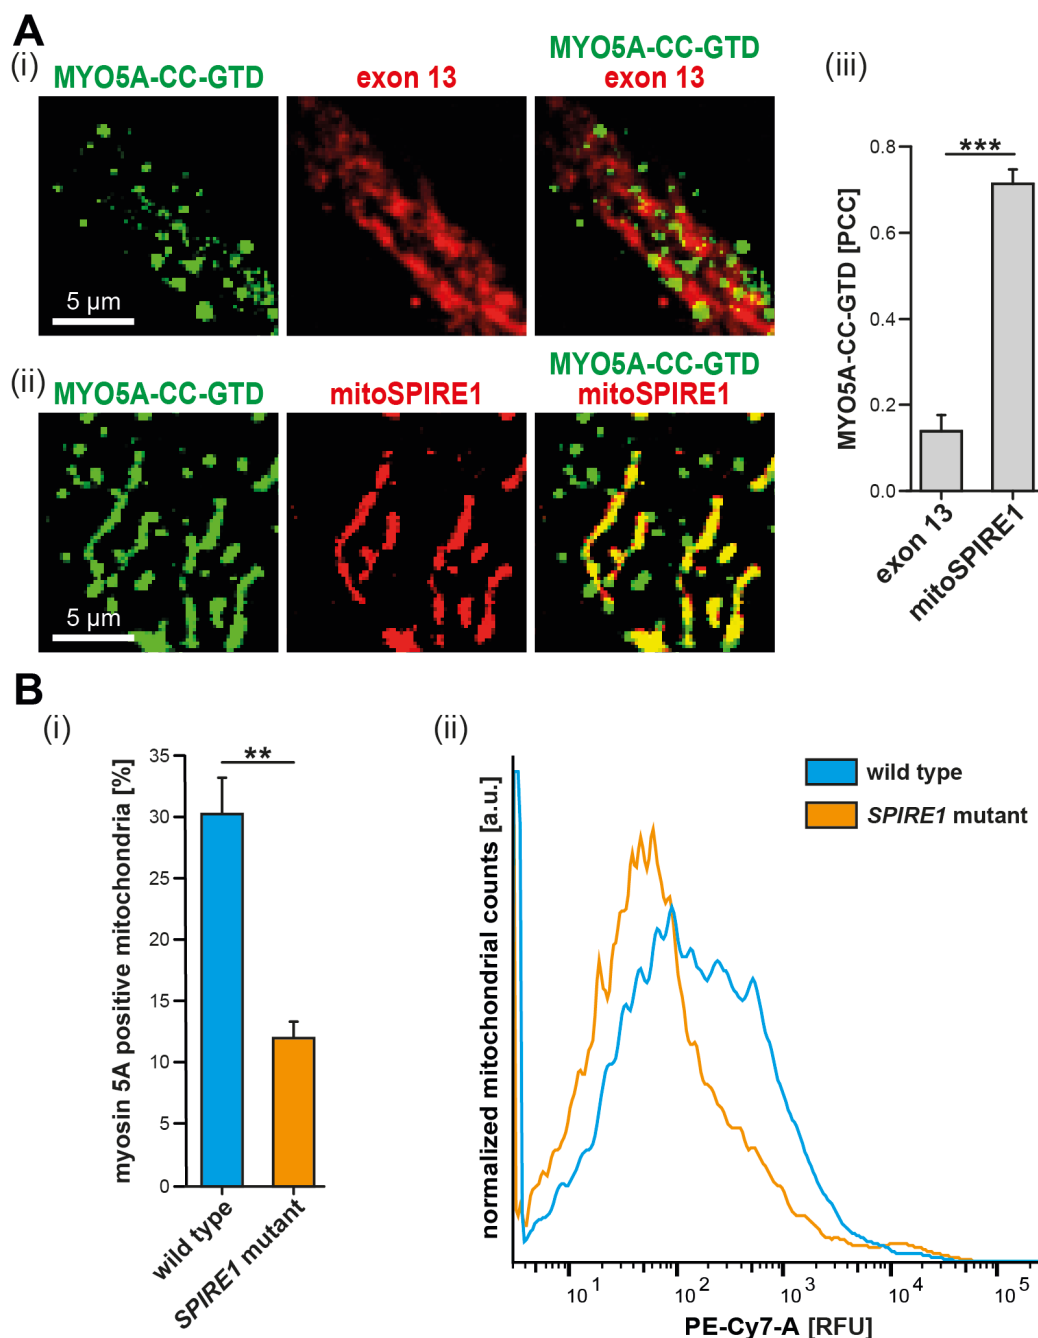 A
(i)
MYO5A-CC-GTD
exon 13
MYO5A-CC-GTD
exon 13
5 µm
(ii)
MYO5A-CC-GTD
mitoSPIRE1
MYO5A-CC-GTD
mitoSPIRE1
5 µm
(iii)
MYO5A-CC-GTD [PCC]
0.8
0.6
0.4
0.2
0.0
***
exon 13
mitoSPIRE1
B
(i)
myosin 5A positive mitochondria [%]
35
30
25
20
15
10
5
0
**
wild type
SPIRE1 mutant
(ii)
normalized mitochondrial counts [a.u.]
wild type
SPIRE1 mutant
10¹
10²
10³
10⁴
10⁵
PE-Cy7-A [RFU]